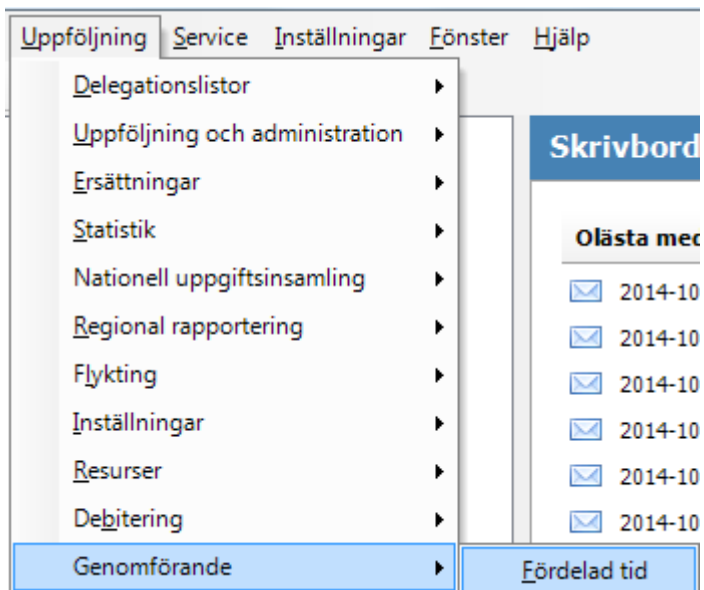 Uppföljning Service Inställningar Fönster Hjälp
Delegationslistor
Uppföljning och administration
Ersättningar
Statistik
Nationell uppgiftsinsamling
Regional rapportering
Flykting
Inställningar
Resurser
Debitering
Genomförande
Fördelad tid
Skrivbord
Olästa med
2014-10
2014-10
2014-10
2014-10
2014-10
2014-10